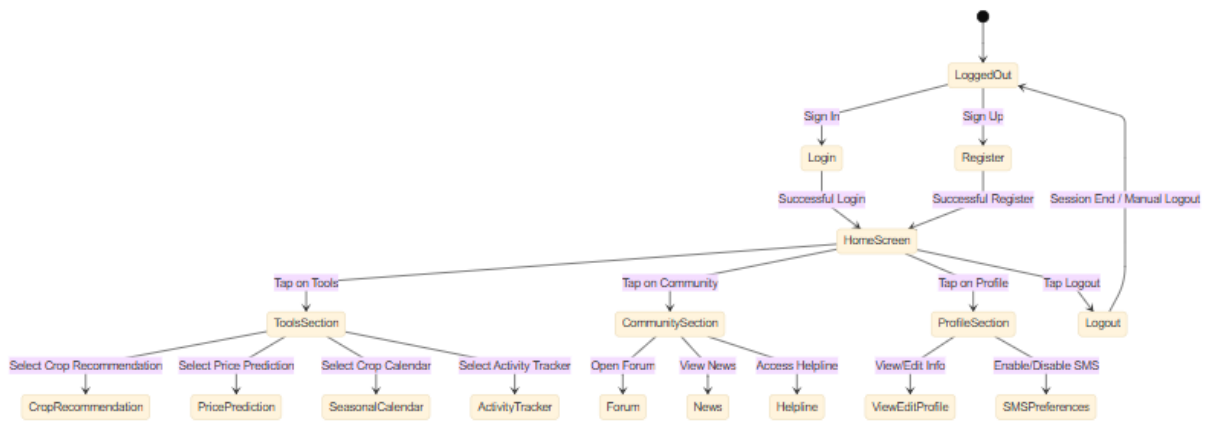 LoggedOut
Sign In
Sign Up
Login
Register
Successful Login
Successful Register
Session End / Manual Logout
HomeScreen
Tap on Tools
Tap on Community
Tap on Profile
Tap Logout
ToolsSection
CommunitySection
ProfileSection
Logout
Select Crop Recommendation
Select Price Prediction
Select Crop Calendar
Select Activity Tracker
Open Forum
View News
Access Helpline
View/Edit Info
Enable/Disable SMS
CropRecommendation
PricePrediction
SeasonalCalendar
ActivityTracker
Forum
News
Helpline
ViewEditProfile
SMSPreferences